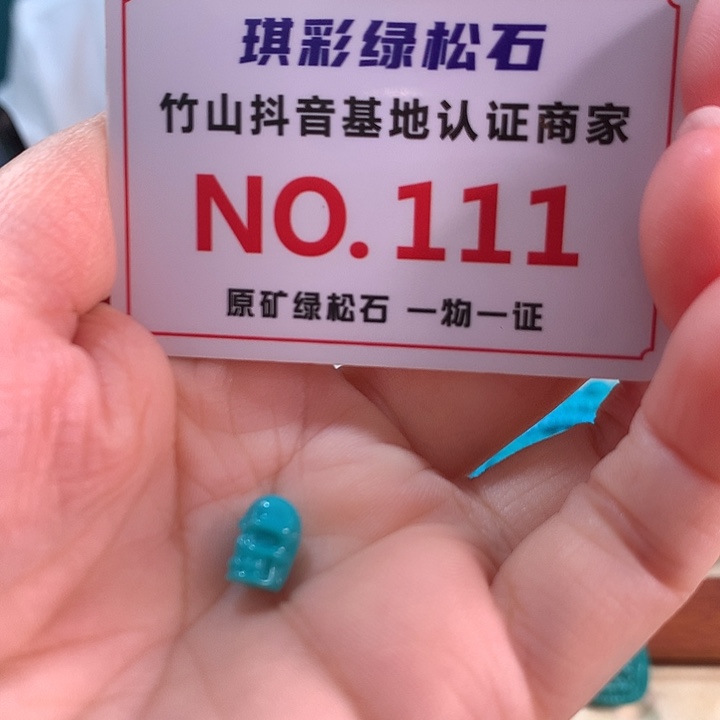 琪彩绿松石
竹山抖音基地认证商家
NO.111
原矿绿松石 一物一证